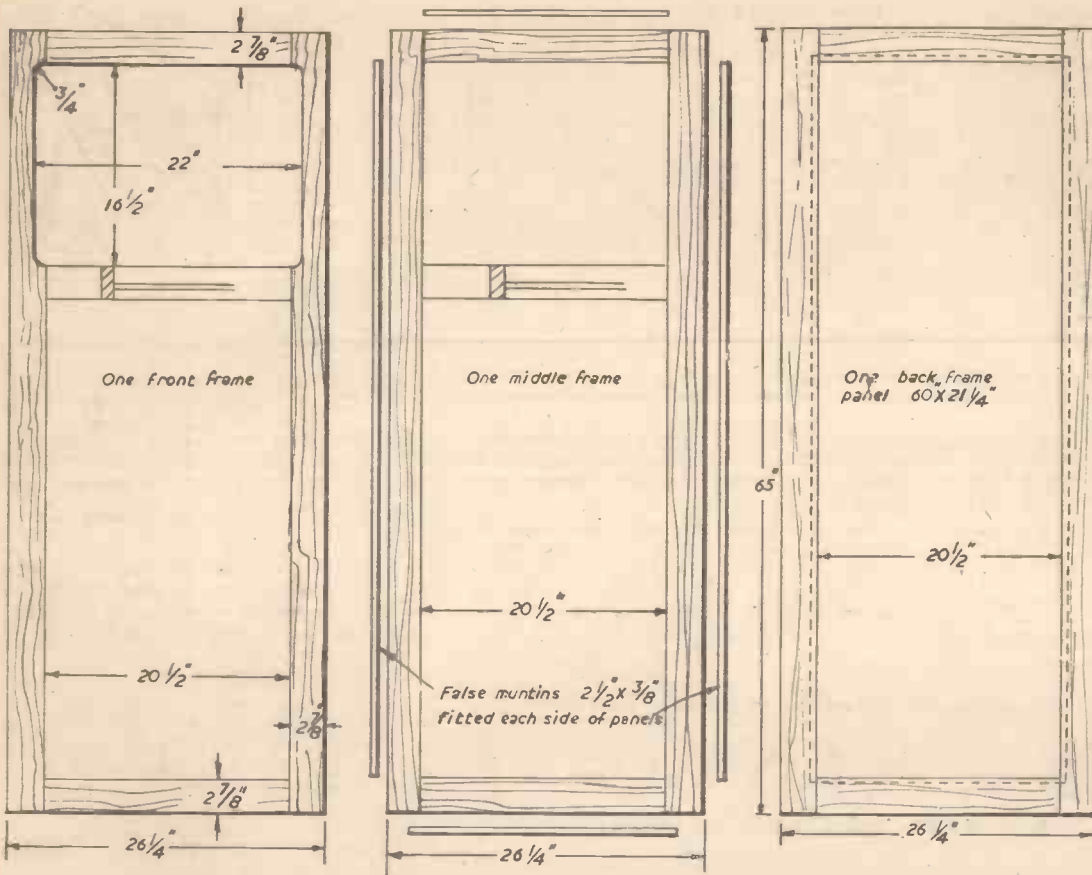 2 7/8"
3/4"
22"
16 1/2"
One front frame
20 1/2"
2 7/8"
2 7/8"
26 1/4"
One middle frame
20 1/2"
False muntins 2 1/2" X 3/8"
fitted each side of panels
26 1/4"
65"
One back frame
panel 60" X 21 1/4"
20 1/2"
26 1/4"